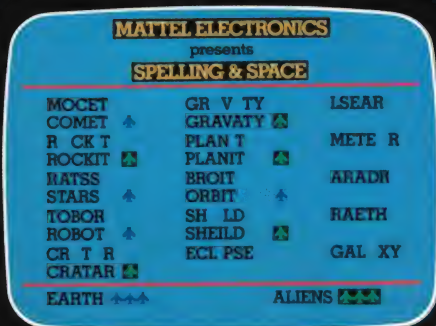 MATTEL ELECTRONICS
presents
SPELLING & SPACE
MOCET
COMET
R CK T
ROCKIT
RATSS
STARS
TOBOR
ROBOT
CR T R
CRATAR
GR V TY
GRAVATY
PLAN T
PLANIT
BROIT
ORBIT
SH LD
SHEILD
ECL PSE
LSEAR
METE R
ARADR
RAETH
GAL XY
EARTH
ALIENS